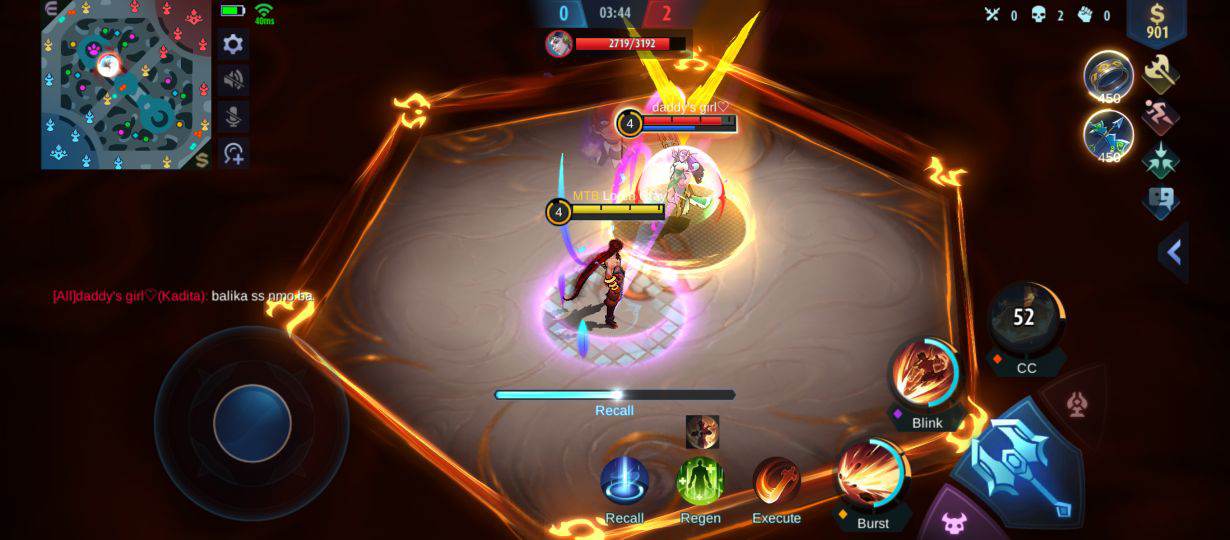 40ms
0 03:44 2
0 2 0
$
901
2719/3192
daddy's girl♡
4
450
450
MTB
4
[All]daddy's girl♡(Kadita): balika ss nmo ba
52
CC
Blink
Recall
Recall Regen Execute Burst
$